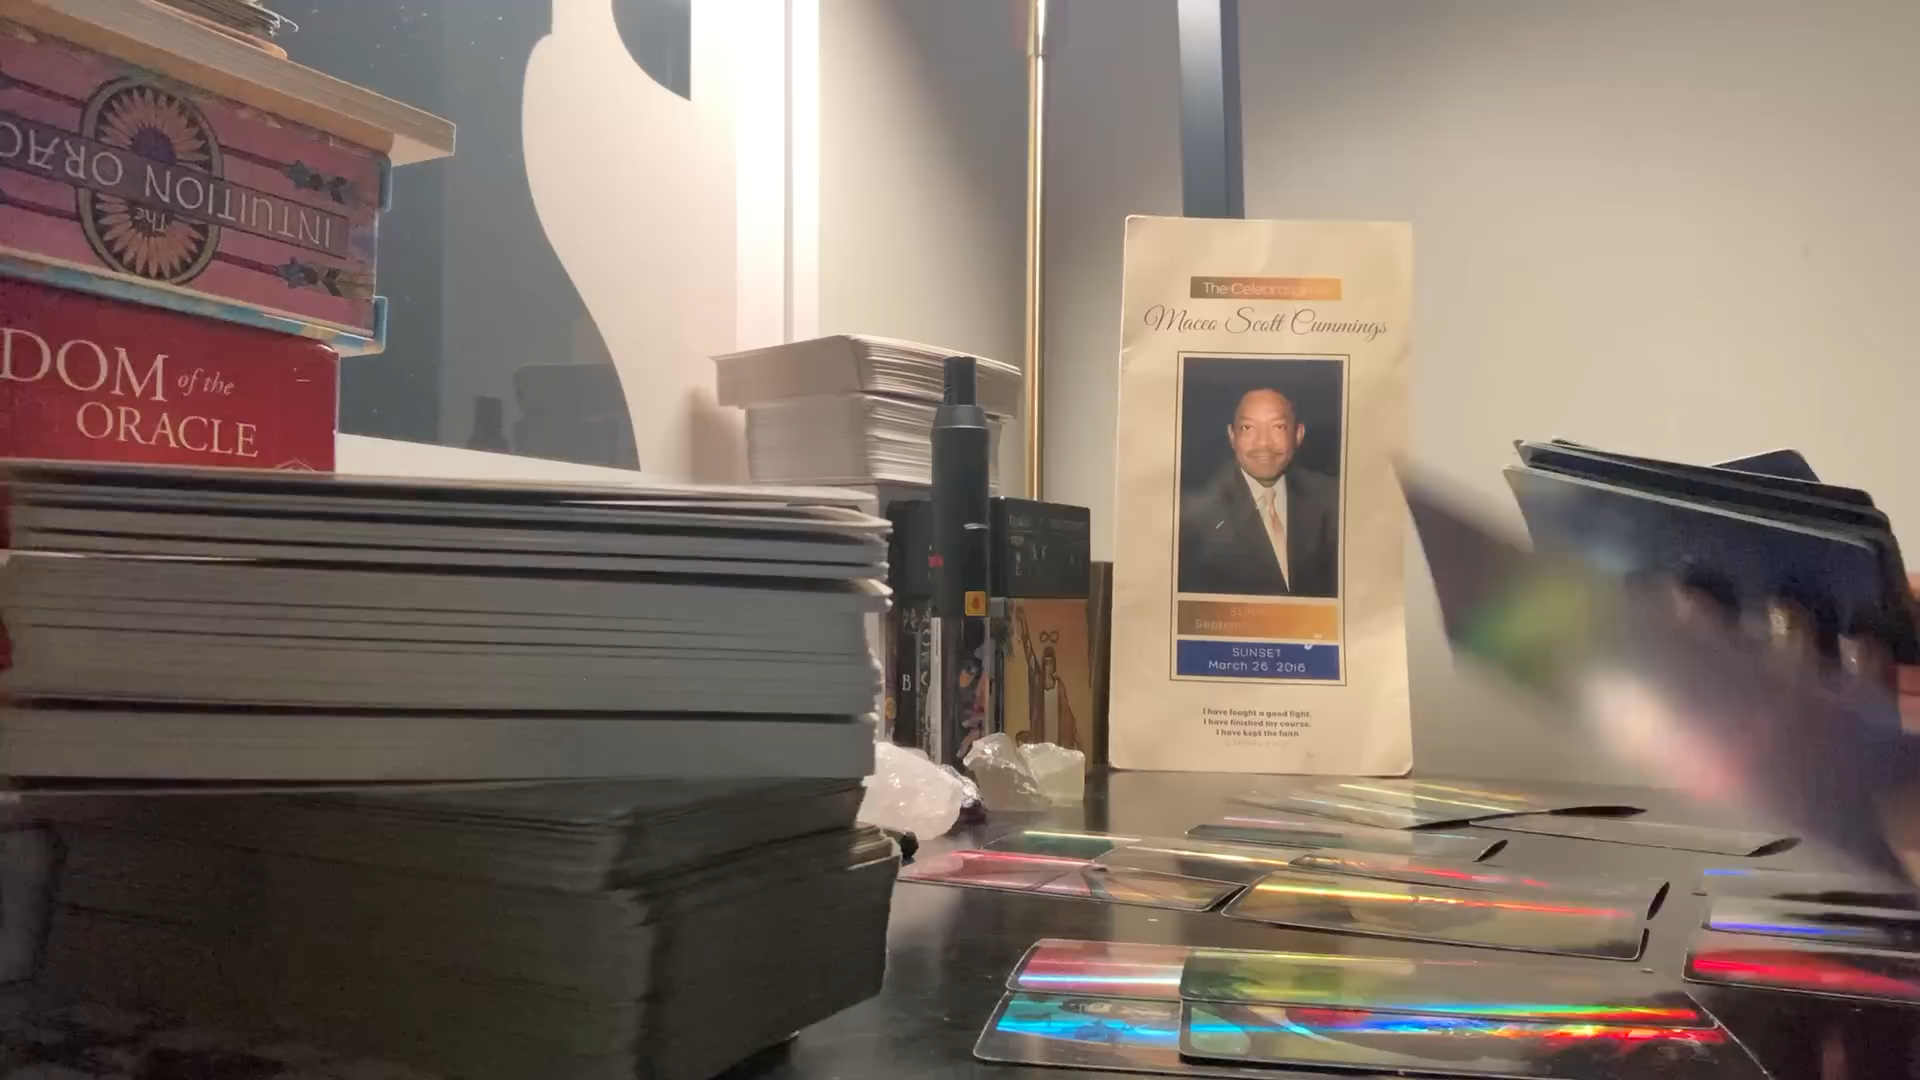 The INTUITION ORAC
DOM of the
ORACLE
The Celebration
Maceo Scott Cummings
SUNSET
March 26, 2016
I have fought a good fight,
I have finished my course,
I have kept the faith
B